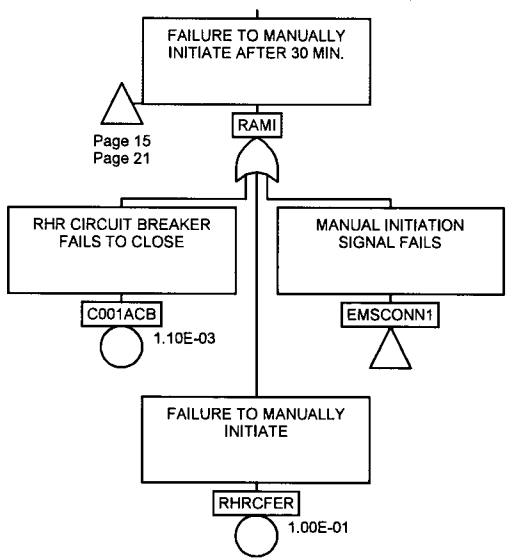 FAILURE TO MANUALLY
INITIATE AFTER 30 MIN.
Page 15
Page 21
RAMI
RHR CIRCUIT BREAKER
FAILS TO CLOSE
C001ACB
1.10E-03
MANUAL INITIATION
SIGNAL FAILS
EMSCONN1
FAILURE TO MANUALLY
INITIATE
RHRCFER
1.00E-01